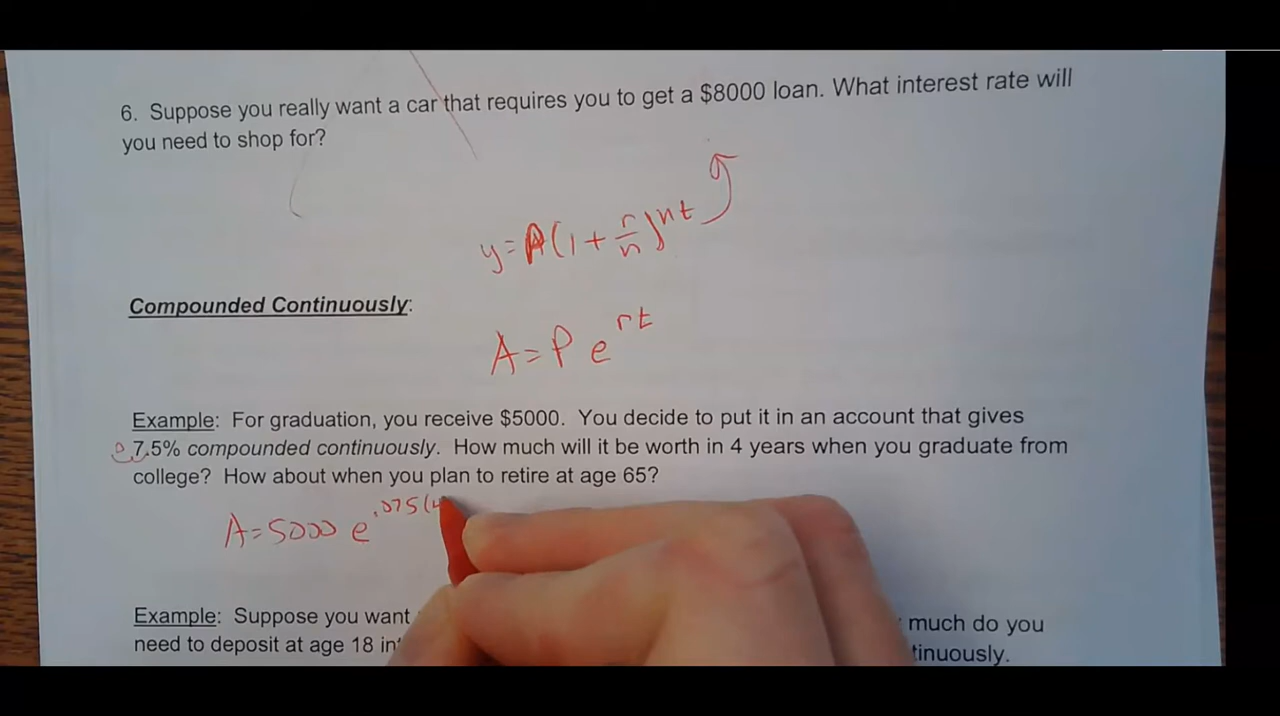 6. Suppose you really want a car that requires you to get a $8000 loan. What interest rate will
you need to shop for?
y=A(1+r/n)^nt
Compounded Continuously:
A=Pe^rt
Example: For graduation, you receive $5000. You decide to put it in an account that gives
7.5% compounded continuously. How much will it be worth in 4 years when you graduate from
college? How about when you plan to retire at age 65?
A=5000 e^.075(4
Example: Suppose you want much do you
need to deposit at age 18 tinuously.